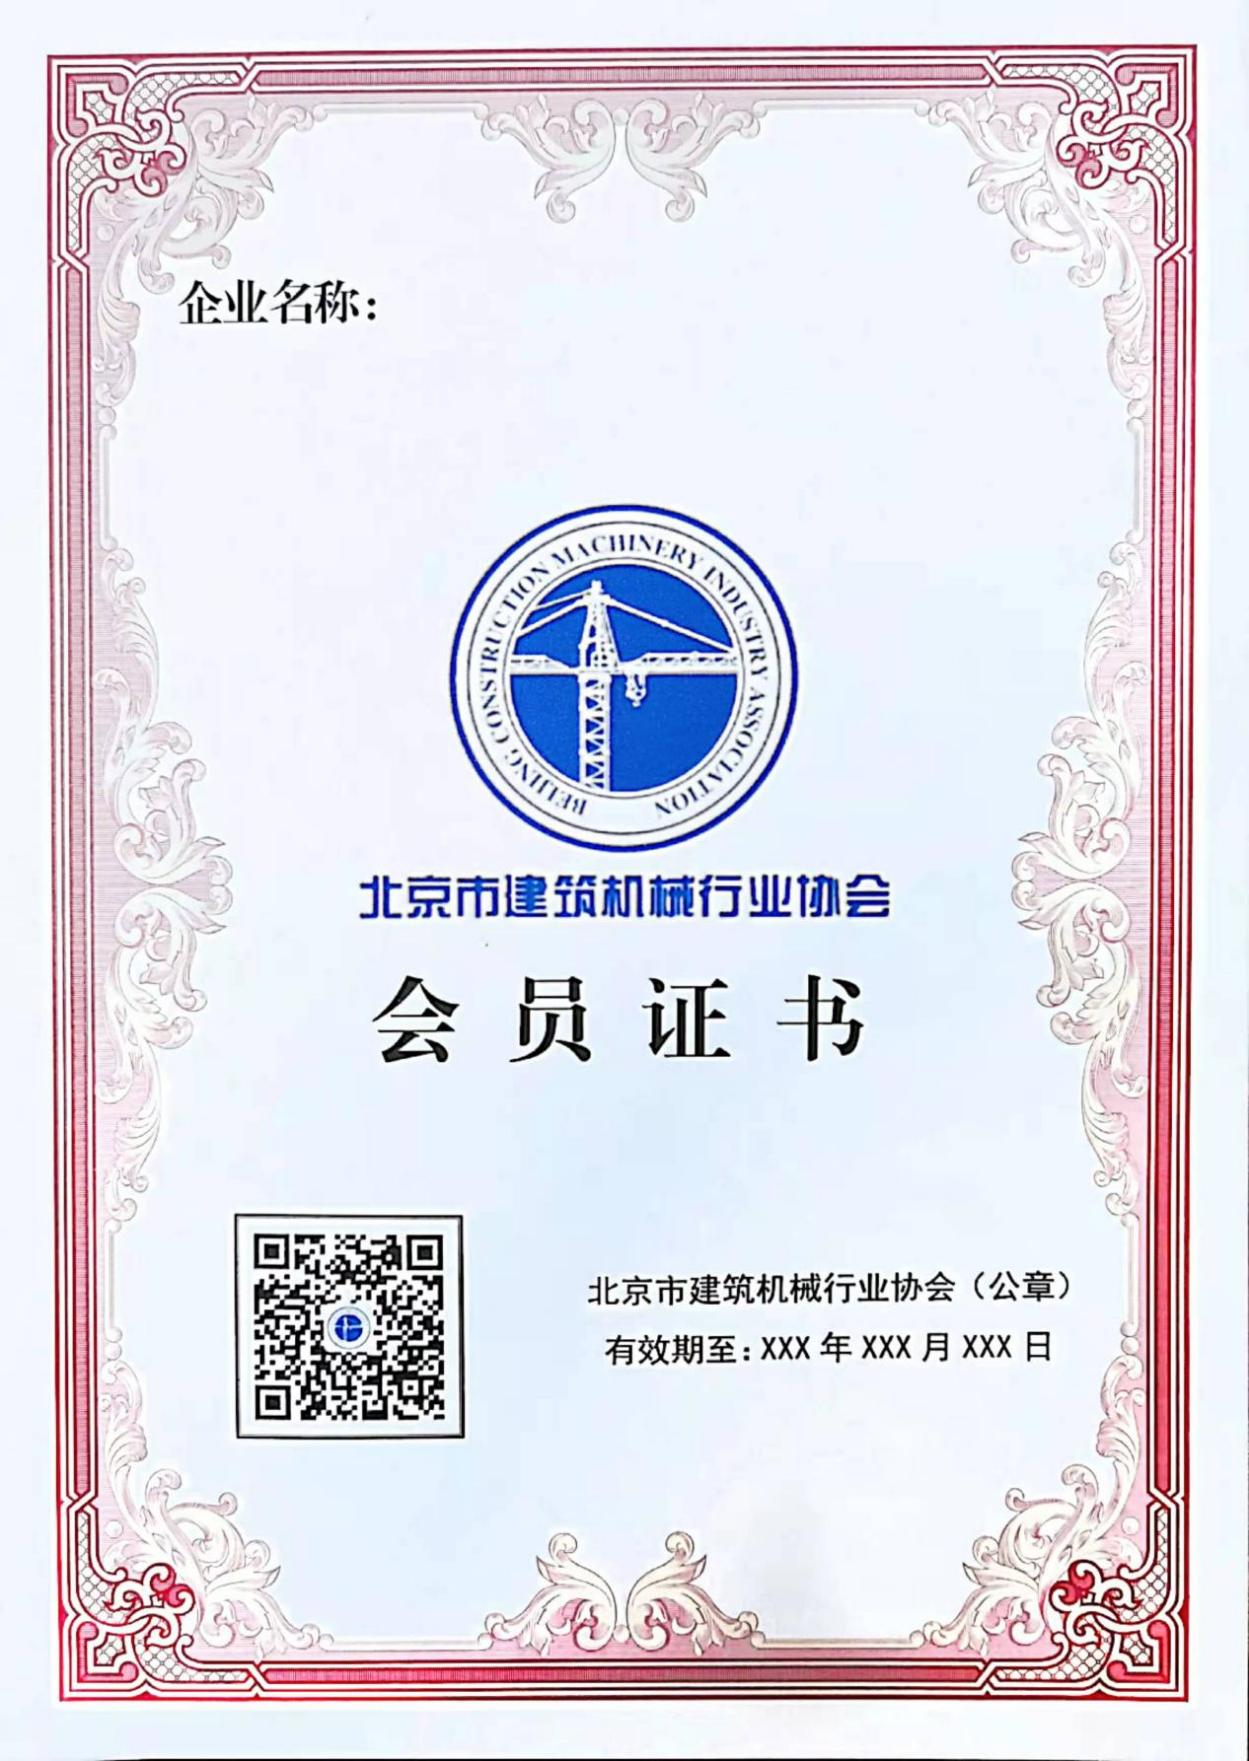 企业名称：
BEIJING CONSTRUCTION MACHINERY INDUSTRY ASSOCIATION
北京市建筑机械行业协会
会员证书
北京市建筑机械行业协会（公章）
有效期至：XXX 年 XXX 月 XXX 日